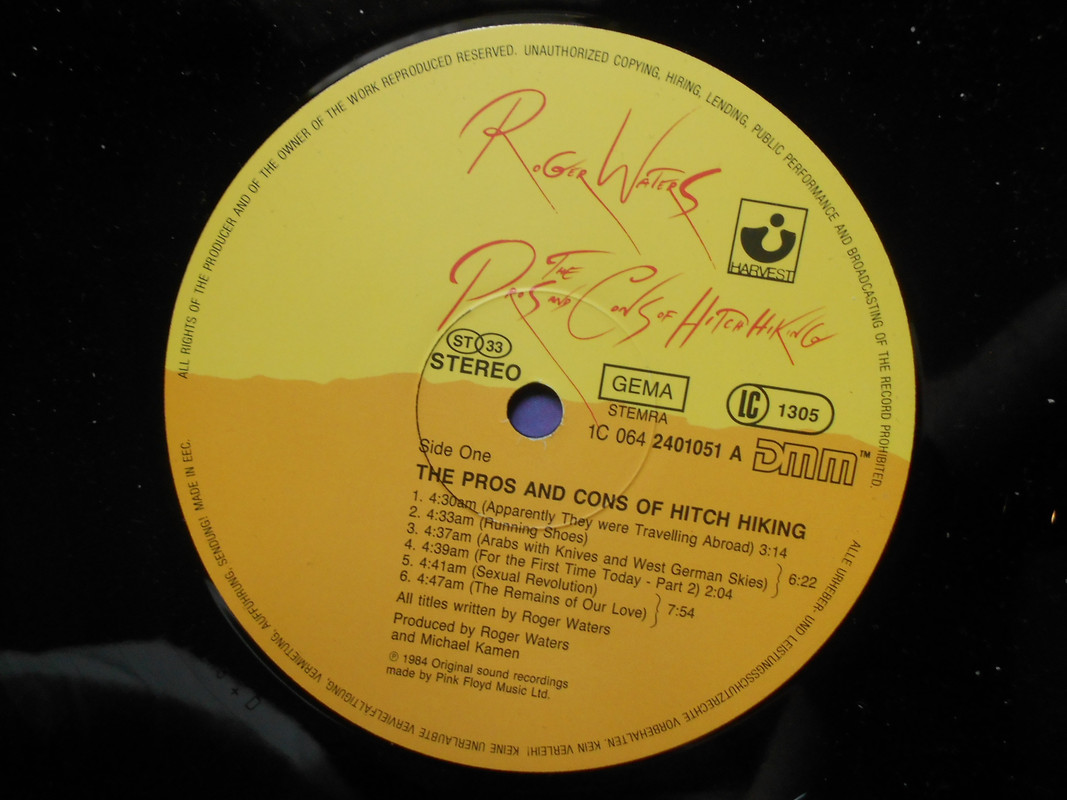 ALL RIGHTS OF THE PRODUCER AND OF THE OWNER OF THE WORK REPRODUCED RESERVED. UNAUTHORIZED COPYING, HIRING, LENDING, PUBLIC PERFORMANCE AND BROADCASTING OF THE RECORD PROHIBITED.
ROGER WATERS
HARVEST
THE
PROS AND CONS OF HITCH HIKING
ST 33
STEREO
GEMA
STEMRA
LC 1305
1C 064 2401051 A
DMM™
Side One
THE PROS AND CONS OF HITCH HIKING
1. 4:30am (Apparently They were Travelling Abroad) 3:14
2. 4:33am (Running Shoes)
3. 4:37am (Arabs with Knives and West German Skies) } 6:22
4. 4:39am (For the First Time Today - Part 2) 2:04
5. 4:41am (Sexual Revolution)
6. 4:47am (The Remains of Our Love) } 7:54
All titles written by Roger Waters
Produced by Roger Waters
and Michael Kamen
℗ 1984 Original sound recordings
made by Pink Floyd Music Ltd.
ALLE URHEBER- UND LEISTUNGSSCHUTZRECHTE VORBEHALTEN. KEIN VERLEIH! KEINE UNERLAUBTE VERVIELFÄLTIGUNG, VERMIETUNG, AUFFÜHRUNG, SENDUNG! MADE IN EEC.